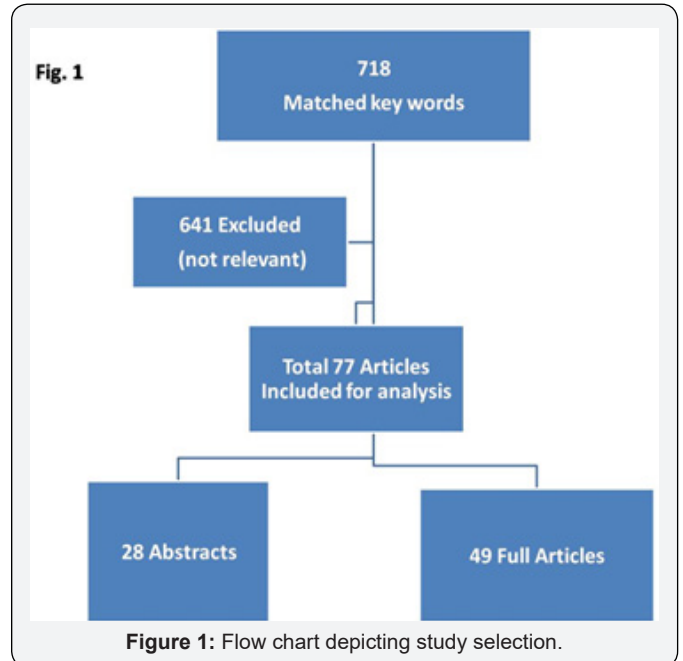 Fig. 1
718
Matched key words
641 Excluded
(not relevant)
Total 77 Articles
Included for analysis
28 Abstracts
49 Full Articles
Figure 1: Flow chart depicting study selection.